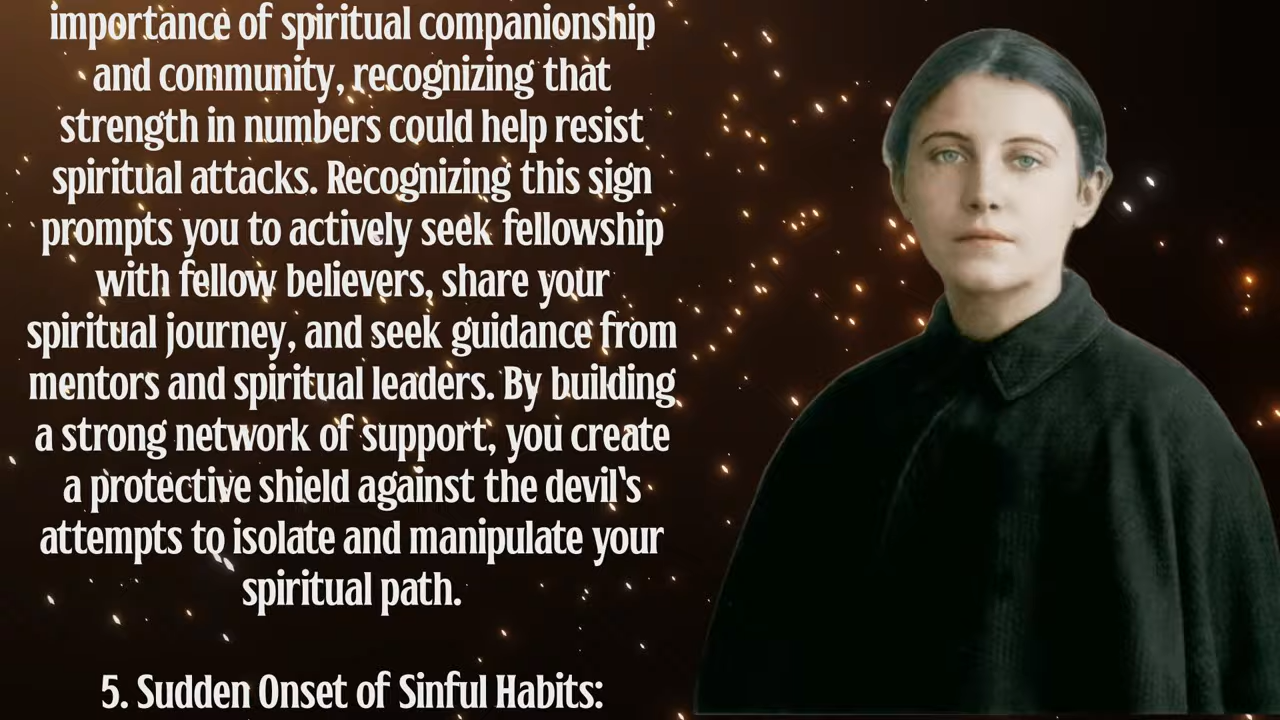 importance of spiritual companionship
and community, recognizing that
strength in numbers could help resist
spiritual attacks. Recognizing this sign
prompts you to actively seek fellowship
with fellow believers, share your
spiritual journey, and seek guidance from
mentors and spiritual leaders. By building
a strong network of support, you create
a protective shield against the devil's
attempts to isolate and manipulate your
spiritual path.
5. Sudden Onset of Sinful Habits: